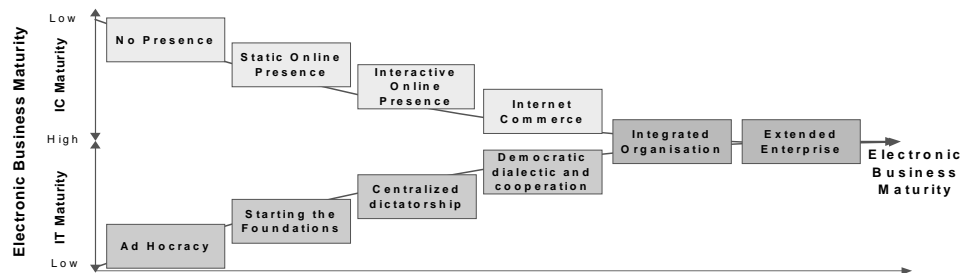 Electronic Business Maturity
IC Maturity
IT Maturity
Low
High
Low
No Presence
Static Online
Presence
Interactive
Online
Presence
Internet
Commerce
Integrated
Organisation
Extended
Enterprise
Electronic
Business
Maturity
Democratic
dialectic and
cooperation
Centralized
dictatorship
Starting the
Foundations
Ad Hocracy